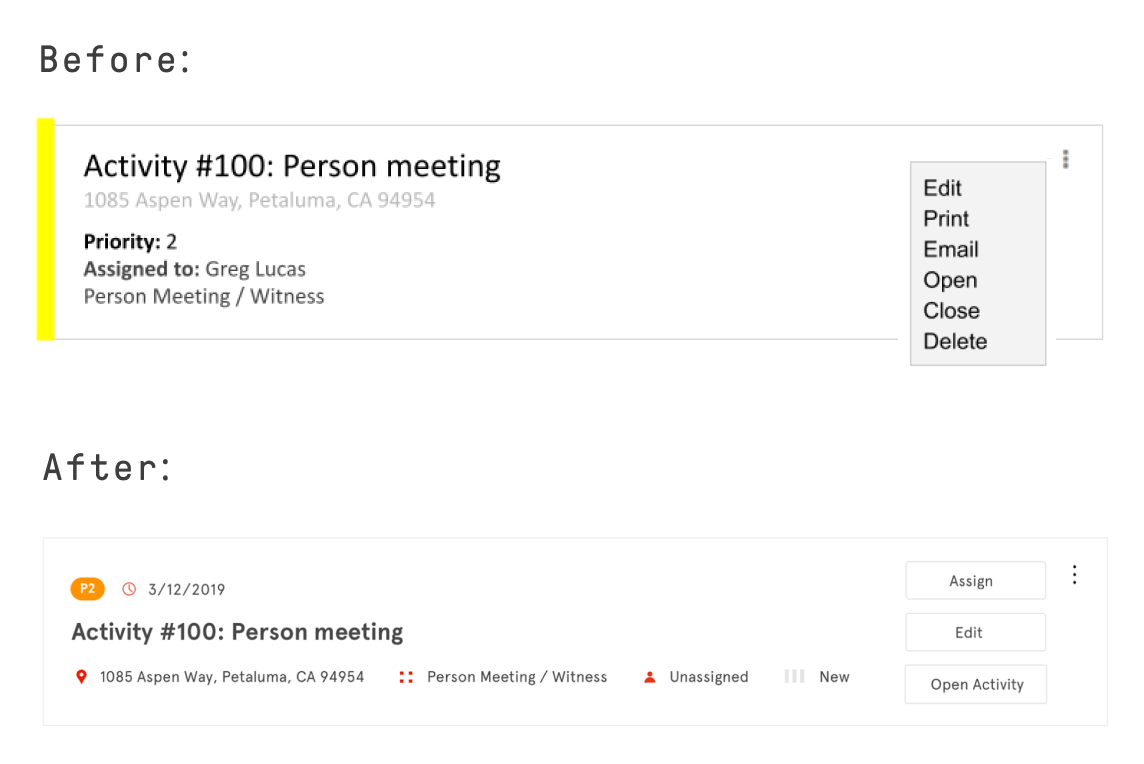 Before:
Activity #100: Person meeting
1085 Aspen Way, Petaluma, CA 94954
Priority: 2
Assigned to: Greg Lucas
Person Meeting / Witness
Edit
Print
Email
Open
Close
Delete
After:
P2 3/12/2019
Activity #100: Person meeting
1085 Aspen Way, Petaluma, CA 94954 Person Meeting / Witness Unassigned New
Assign
Edit
Open Activity